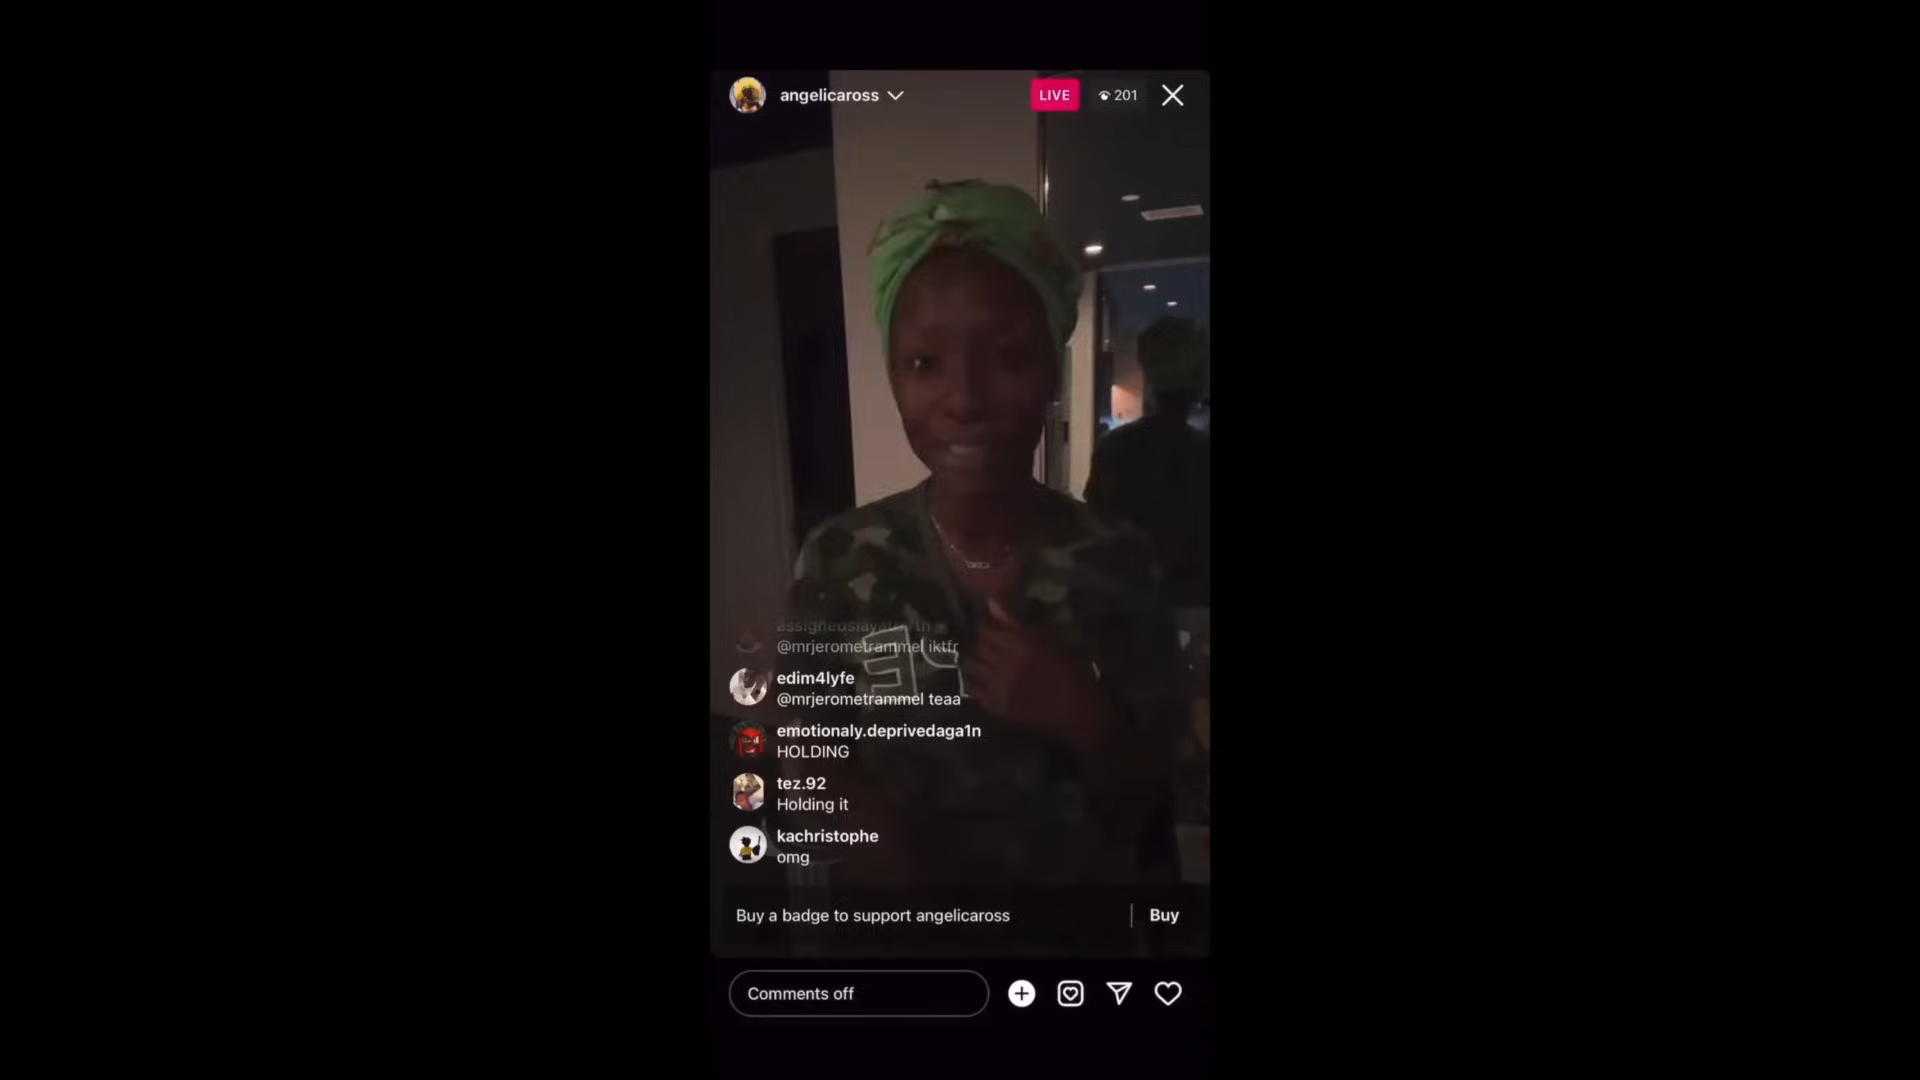 angelicaross
LIVE
201
@mrjerometrammel iktfr
edim4lyfe
@mrjerometrammel teaa
emotionaly.deprivedaga1n
HOLDING
tez.92
Holding it
kachristophe
omg
Buy a badge to support angelicaross
Buy
Comments off